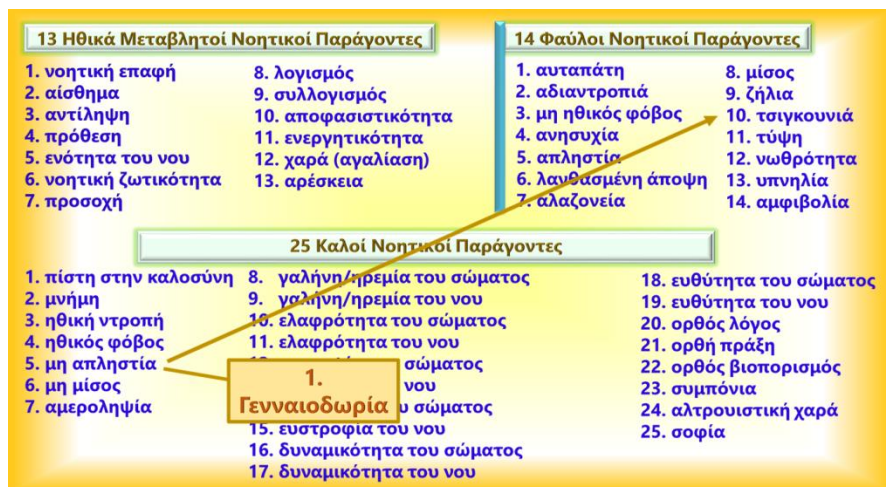 13 Ηθικά Μεταβλητοί Νοητικοί Παράγοντες
1. νοητική επαφή
2. αίσθημα
3. αντίληψη
4. πρόθεση
5. ενότητα του νου
6. νοητική ζωτικότητα
7. προσοχή
8. λογισμός
9. συλλογισμός
10. αποφασιστικότητα
11. ενεργητικότητα
12. χαρά (αγαλίαση)
13. αρέσκεια
14 Φαύλοι Νοητικοί Παράγοντες
1. αυταπάτη
2. αδιαντροπιά
3. μη ηθικός φόβος
4. ανησυχία
5. απληστία
6. λανθασμένη άποψη
7. αλαζονεία
8. μίσος
9. ζήλια
10. τσιγκουνιά
11. τύψη
12. νωθρότητα
13. υπνηλία
14. αμφιβολία
25 Καλοί Νοητικοί Παράγοντες
1. πίστη στην καλοσύνη
2. μνήμη
3. ηθική ντροπή
4. ηθικός φόβος
5. μη απληστία
6. μη μίσος
7. αμεροληψία
8. γαλήνη/ηρεμία του σώματος
9. γαλήνη/ηρεμία του νου
10. ελαφρότητα του σώματος
11. ελαφρότητα του νου
σώματος
νου
σώματος
15. ευστροφία του νου
16. δυναμικότητα του σώματος
17. δυναμικότητα του νου
18. ευθύτητα του σώματος
19. ευθύτητα του νου
20. ορθός λόγος
21. ορθή πράξη
22. ορθός βιοπορισμός
23. συμπόνια
24. αλτρουιστική χαρά
25. σοφία
1.
Γενναιοδωρία